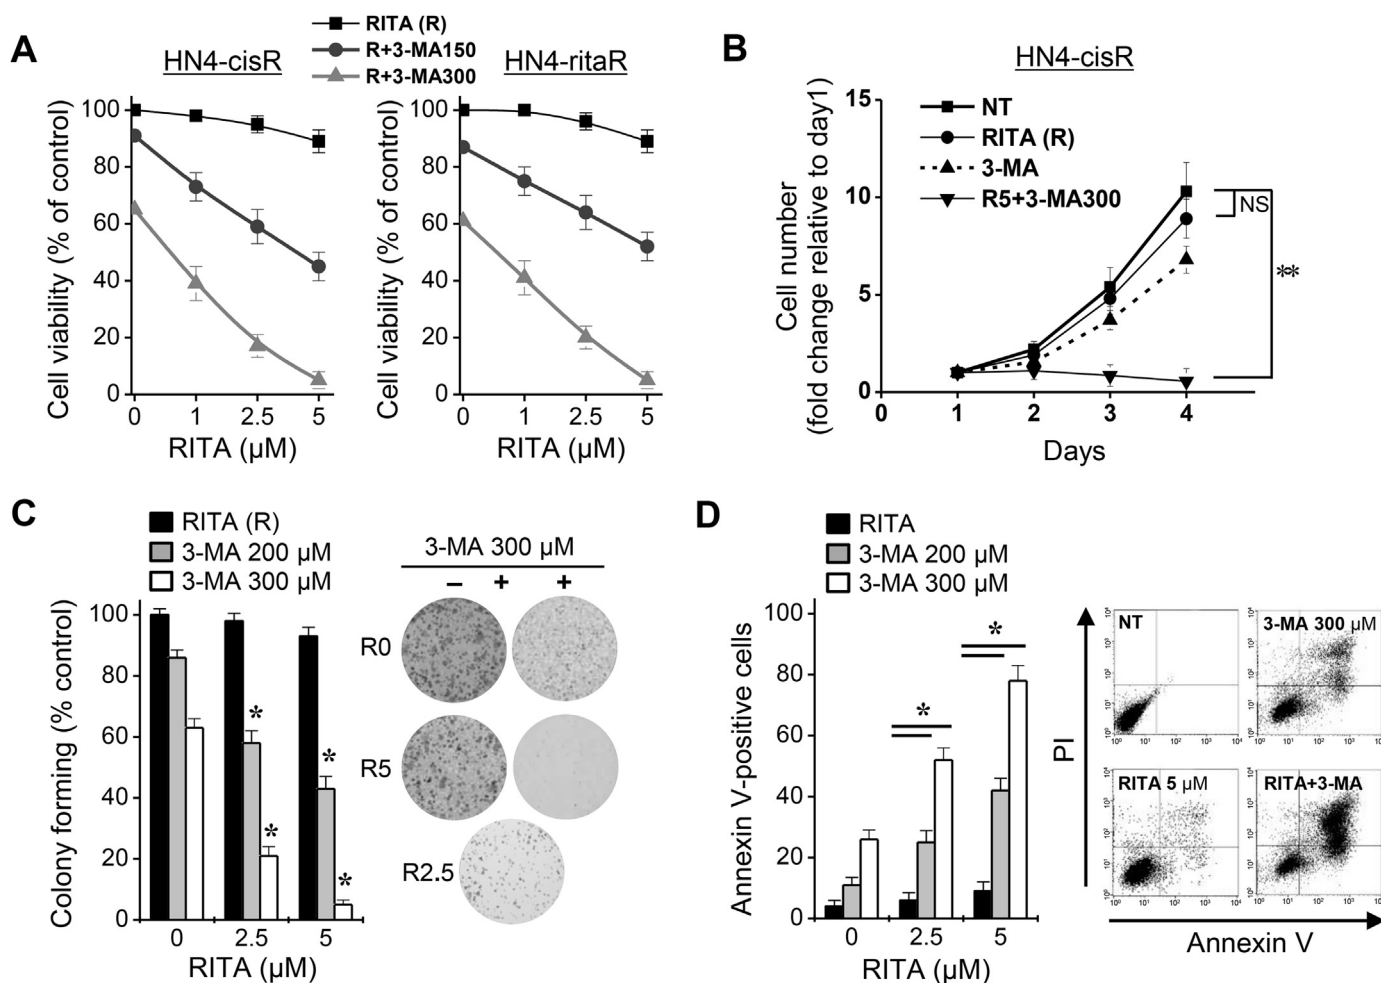 A
RITA (R)
R+3-MA150
R+3-MA300
HN4-cisR
Cell viability (% of control)
100
80
60
40
20
0
0 1 2.5 5
RITA (µM)
HN4-ritaR
Cell viability (% of control)
100
80
60
40
20
0
0 1 2.5 5
RITA (µM)
B
HN4-cisR
NT
RITA (R)
3-MA
R5+3-MA300
Cell number
(fold change relative to day1)
15
10
5
0
0 1 2 3 4
Days
NS
**
C
RITA (R)
3-MA 200 µM
3-MA 300 µM
Colony forming (% control)
100
80
60
40
20
0
* *
* *
0 2.5 5
RITA (µM)
3-MA 300 µM
– + +
R0
R5
R2.5
D
RITA
3-MA 200 µM
3-MA 300 µM
Annexin V-positive cells
100
80
60
40
20
0
* *
0 2.5 5
RITA (µM)
PI
NT
3-MA 300 µM
RITA 5 µM
RITA+3-MA
Annexin V